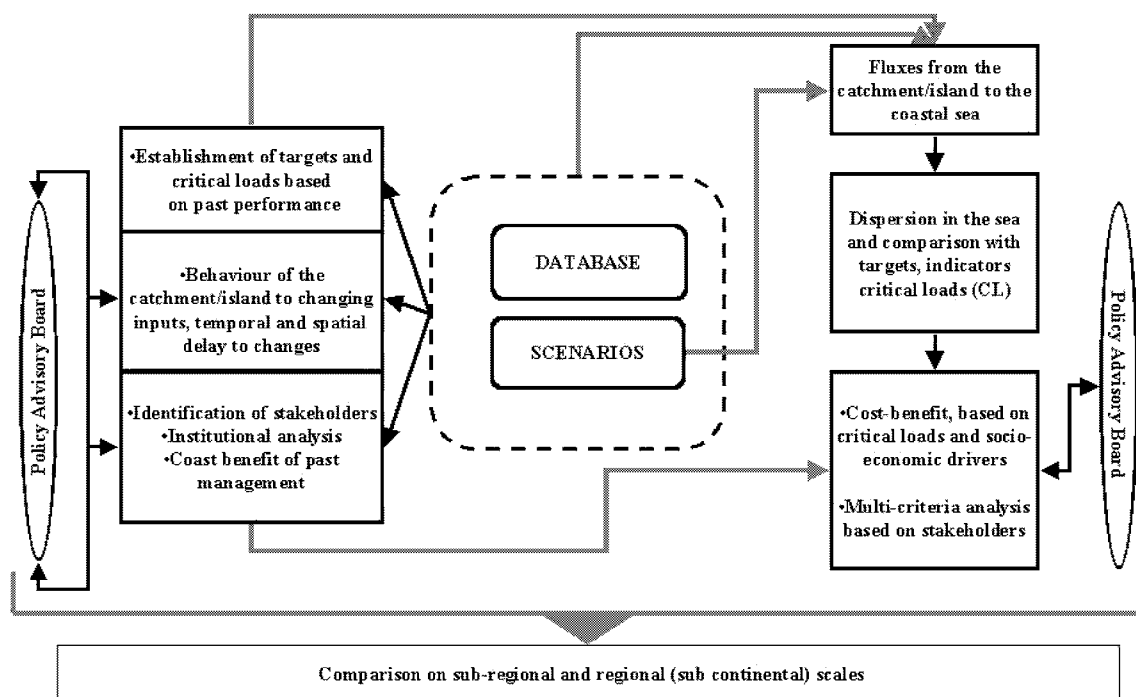 Policy Advisory Board
•Establishment of targets and
critical loads based
on past performance
•Behaviour of the
catchment/island to changing
inputs, temporal and spatial
delay to changes
•Identification of stakeholders
•Institutional analysis
•Coast benefit of past
management
DATABASE
SCENARIOS
Fluxes from the
catchment/island to the
coastal sea
Dispersion in the sea
and comparison with
targets, indicators
critical loads (CL)
•Cost-benefit, based on
critical loads and socio-
economic drivers
•Multi-criteria analysis
based on stakeholders
Policy Advisory Board
Comparison on sub-regional and regional (sub continental) scales